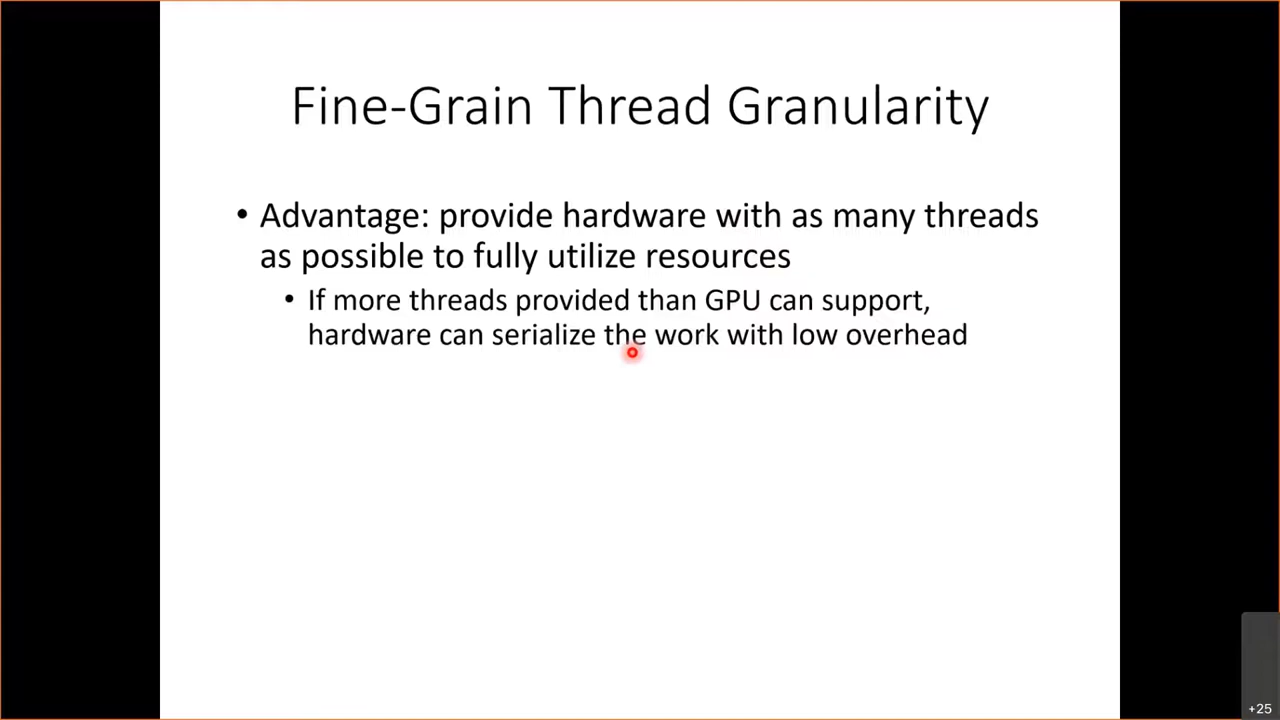 Fine-Grain Thread Granularity
• Advantage: provide hardware with as many threads
as possible to fully utilize resources
• If more threads provided than GPU can support,
hardware can serialize the work with low overhead
+25